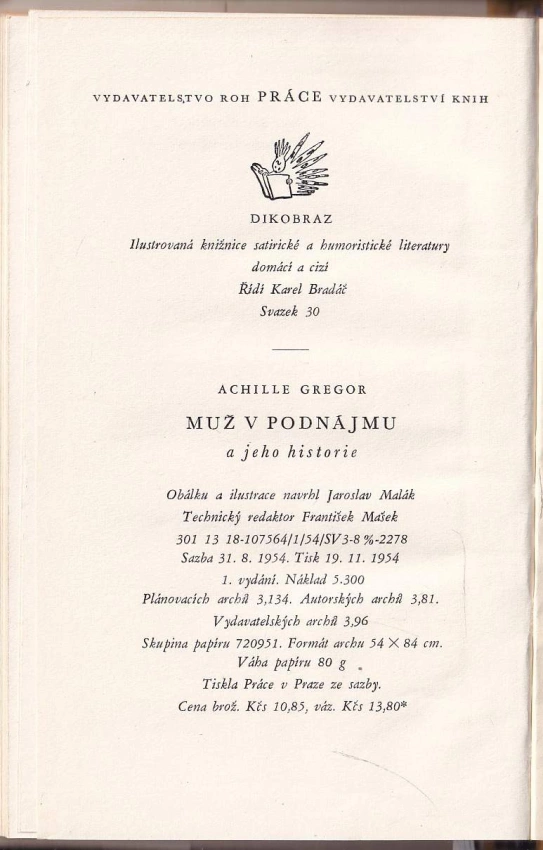 VYDAVATELSTVO ROH PRÁCE VYDAVATELSTVÍ KNIH
DIKOBRAZ
Ilustrovaná knižnice satirické a humoristické literatury
domácí a cizí
Řídí Karel Bradáč
Svazek 30
ACHILLE GREGOR
MUŽ V PODNÁJMU
a jeho historie
Obálku a ilustrace navrhl Jaroslav Malák
Technický redaktor František Mašek
301 13 18-107564/1/54/SV3-8 %-2278
Sazba 31. 8. 1954. Tisk 19. 11. 1954
1. vydání. Náklad 5.300
Plánovacích archů 3,134. Autorských archů 3,81.
Vydavatelských archů 3,96
Skupina papíru 720951. Formát archu 54 × 84 cm.
Váha papíru 80 g.
Tiskla Práce v Praze ze sazby.
Cena brož. Kčs 10,85, váz. Kčs 13,80*